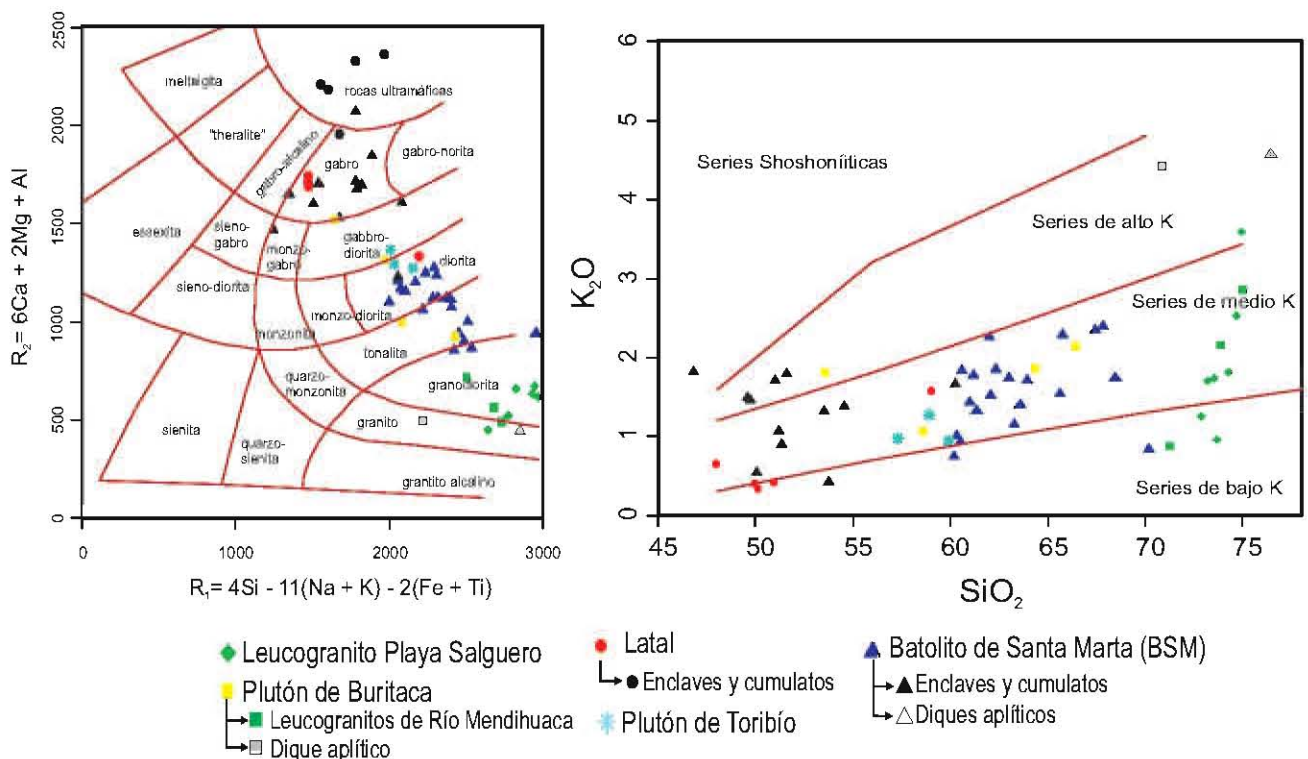 2500
2000
1500
1000
500
0
R₂= 6Ca + 2Mg + Al
0
1000
2000
3000
R₁= 4Si - 11(Na + K) - 2(Fe + Ti)
melteigita
"theralite"
gabro-alcalino
rocas ultramáficas
gabro
gabro-norita
essexita
sieno-
gabro
monzo-
gabro
gabbro-
diorita
diorita
sieno-diorita
monzonita
monzo-diorita
tonalita
quarzo-
monzonita
granodiorita
sienita
quarzo-
sienita
granito
grantito alcalino
6
5
4
3
2
1
0
K₂O
45
50
55
60
65
70
75
SiO₂
Series Shoshoníiticas
Series de alto K
Series de medio K
Series de bajo K
Leucogranito Playa Salguero
Plutón de Buritaca
Leucogranitos de Río Mendihuaca
Dique aplítico
Latal
Enclaves y cumulatos
Plutón de Toribío
Batolito de Santa Marta (BSM)
Enclaves y cumulatos
Diques aplíticos